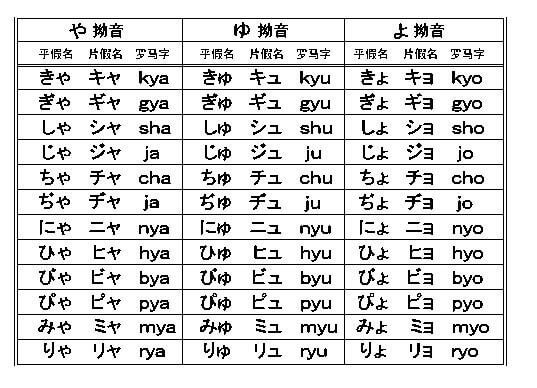 や 拗音 ゆ 拗音 よ 拗音
平假名 片假名 罗马字 平假名 片假名 罗马字 平假名 片假名 罗马字
きゃ キャ kya きゅ キュ kyu きょ キョ kyo
ぎゃ ギャ gya ぎゅ ギュ gyu ぎょ ギョ gyo
しゃ シャ sha しゅ シュ shu しょ ショ sho
じゃ ジャ ja じゅ ジュ ju じょ ジョ jo
ちゃ チャ cha ちゅ チュ chu ちょ チョ cho
ぢゃ ヂャ ja ぢゅ ヂュ ju ぢょ ヂョ jo
にゃ ニャ nya にゅ ニュ nyu にょ ニョ nyo
ひゃ ヒャ hya ひゅ ヒュ hyu ひょ ヒョ hyo
びゃ ビャ bya びゅ ビュ byu びょ ビョ byo
ぴゃ ピャ pya ぴゅ ピュ pyu ぴょ ピョ pyo
みゃ ミャ mya みゅ ミュ myu みょ ミョ myo
りゃ リャ rya りゅ リュ ryu りょ リョ ryo